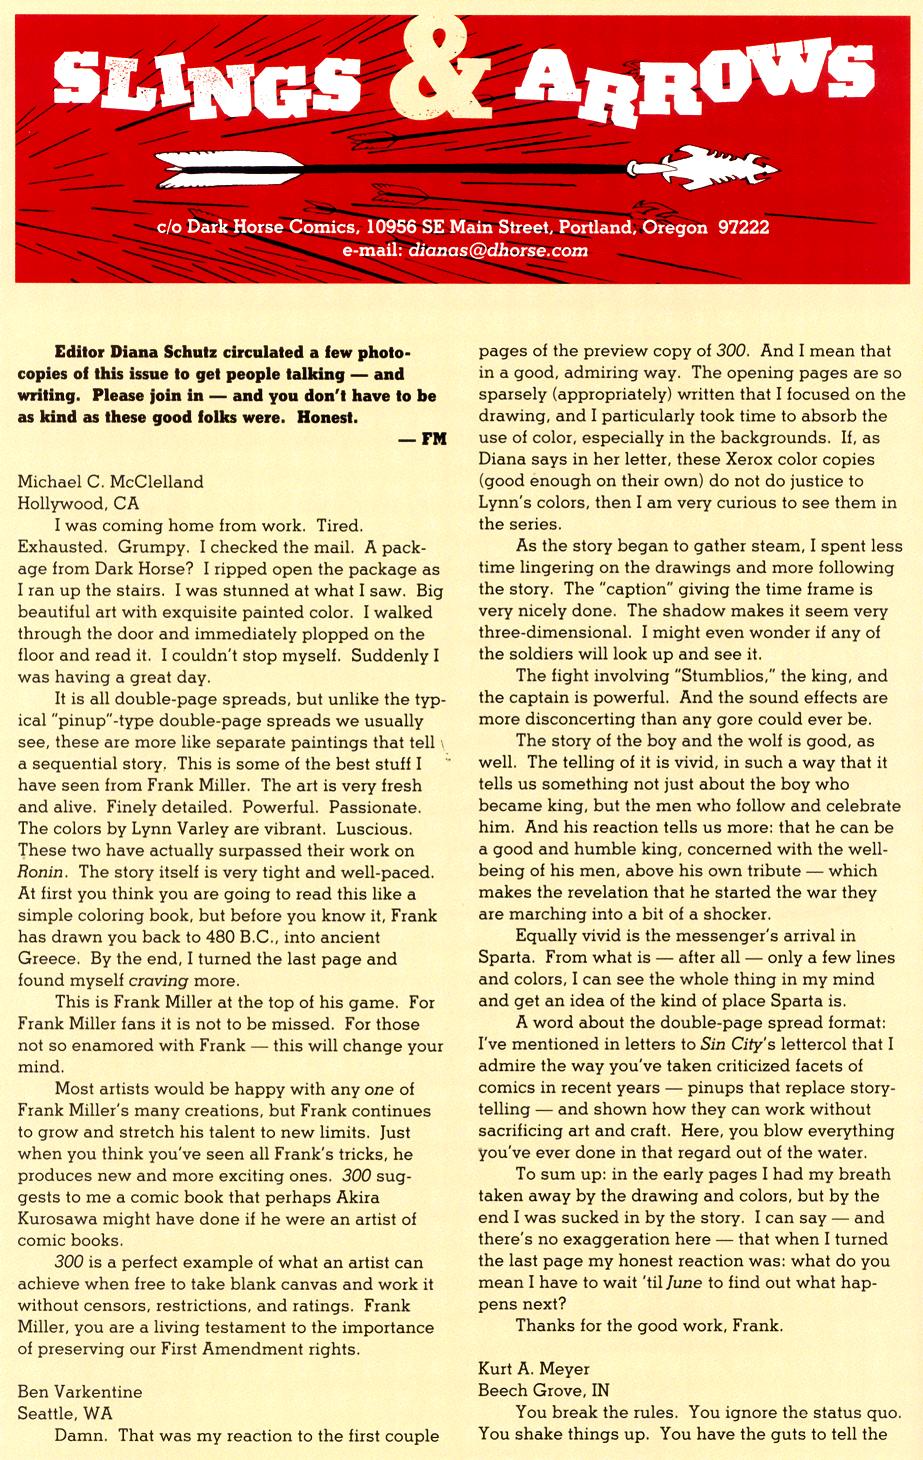 SLINGS & ARROWS
c/o Dark Horse Comics, 10956 SE Main Street, Portland, Oregon 97222
e-mail: dianas@dhorse.com
Editor Diana Schutz circulated a few photo-
copies of this issue to get people talking — and
writing. Please join in — and you don't have to be
as kind as these good folks were. Honest.
— FM
Michael C. McClelland
Hollywood, CA
I was coming home from work. Tired.
Exhausted. Grumpy. I checked the mail. A pack-
age from Dark Horse? I ripped open the package as
I ran up the stairs. I was stunned at what I saw. Big
beautiful art with exquisite painted color. I walked
through the door and immediately plopped on the
floor and read it. I couldn't stop myself. Suddenly I
was having a great day.
It is all double-page spreads, but unlike the typ-
ical "pinup"-type double-page spreads we usually
see, these are more like separate paintings that tell
a sequential story. This is some of the best stuff I
have seen from Frank Miller. The art is very fresh
and alive. Finely detailed. Powerful. Passionate.
The colors by Lynn Varley are vibrant. Luscious.
These two have actually surpassed their work on
Ronin. The story itself is very tight and well-paced.
At first you think you are going to read this like a
simple coloring book, but before you know it, Frank
has drawn you back to 480 B.C., into ancient
Greece. By the end, I turned the last page and
found myself craving more.
This is Frank Miller at the top of his game. For
Frank Miller fans it is not to be missed. For those
not so enamored with Frank — this will change your
mind.
Most artists would be happy with any one of
Frank Miller's many creations, but Frank continues
to grow and stretch his talent to new limits. Just
when you think you've seen all Frank's tricks, he
produces new and more exciting ones. 300 sug-
gests to me a comic book that perhaps Akira
Kurosawa might have done if he were an artist of
comic books.
300 is a perfect example of what an artist can
achieve when free to take blank canvas and work it
without censors, restrictions, and ratings. Frank
Miller, you are a living testament to the importance
of preserving our First Amendment rights.
Ben Varkentine
Seattle, WA
Damn. That was my reaction to the first couple
pages of the preview copy of 300. And I mean that
in a good, admiring way. The opening pages are so
sparsely (appropriately) written that I focused on the
drawing, and I particularly took time to absorb the
use of color, especially in the backgrounds. If, as
Diana says in her letter, these Xerox color copies
(good enough on their own) do not do justice to
Lynn's colors, then I am very curious to see them in
the series.
As the story began to gather steam, I spent less
time lingering on the drawings and more following
the story. The "caption" giving the time frame is
very nicely done. The shadow makes it seem very
three-dimensional. I might even wonder if any of
the soldiers will look up and see it.
The fight involving "Stumblios," the king, and
the captain is powerful. And the sound effects are
more disconcerting than any gore could ever be.
The story of the boy and the wolf is good, as
well. The telling of it is vivid, in such a way that it
tells us something not just about the boy who
became king, but the men who follow and celebrate
him. And his reaction tells us more: that he can be
a good and humble king, concerned with the well-
being of his men, above his own tribute — which
makes the revelation that he started the war they
are marching into a bit of a shocker.
Equally vivid is the messenger's arrival in
Sparta. From what is — after all — only a few lines
and colors, I can see the whole thing in my mind
and get an idea of the kind of place Sparta is.
A word about the double-page spread format:
I've mentioned in letters to Sin City's lettercol that I
admire the way you've taken criticized facets of
comics in recent years — pinups that replace story-
telling — and shown how they can work without
sacrificing art and craft. Here, you blow everything
you've ever done in that regard out of the water.
To sum up: in the early pages I had my breath
taken away by the drawing and colors, but by the
end I was sucked in by the story. I can say — and
there's no exaggeration here — that when I turned
the last page my honest reaction was: what do you
mean I have to wait 'til June to find out what hap-
pens next?
Thanks for the good work, Frank.
Kurt A. Meyer
Beech Grove, IN
You break the rules. You ignore the status quo.
You shake things up. You have the guts to tell the